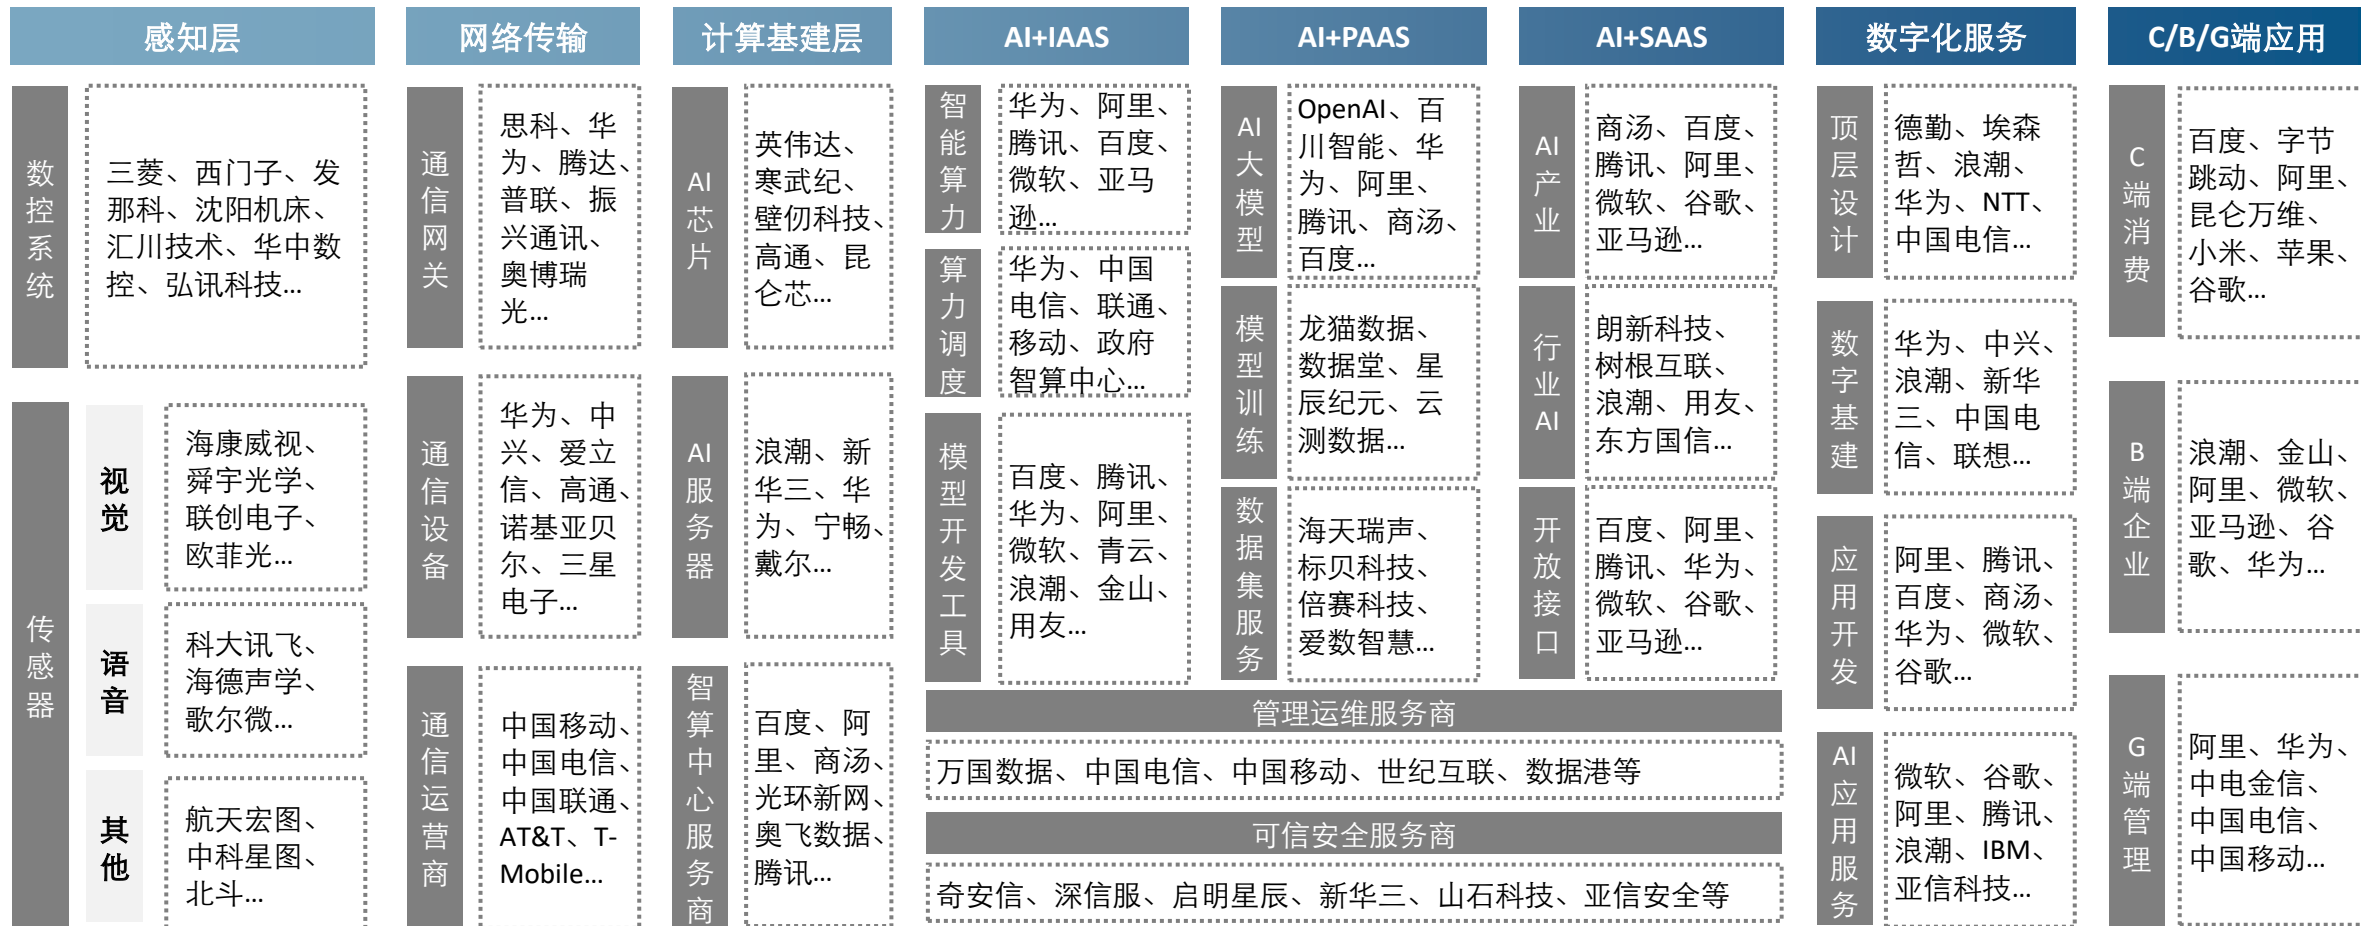 感知层
数控系统
三菱、西门子、发
那科、沈阳机床、
汇川技术、华中数
控、弘讯科技...
传感器
视觉
海康威视、
舜宇光学、
联创电子、
欧菲光...
语音
科大讯飞、
海德声学、
歌尔微...
其他
航天宏图、
中科星图、
北斗...
网络传输
通信网关
思科、华
为、腾达、
普联、振
兴通讯、
奥博瑞
光...
通信设备
华为、中
兴、爱立
信、高通、
诺基亚贝
尔、三星
电子...
通信运营商
中国移动、
中国电信、
中国联通、
AT&T、T-
Mobile...
计算基建层
AI芯片
英伟达、
寒武纪、
壁仞科技、
高通、昆
仑芯...
AI服务器
浪潮、新
华三、华
为、宁畅、
戴尔...
智算中心服务商
百度、阿
里、商汤、
光环新网、
奥飞数据、
腾讯...
AI+IAAS
智能算力
华为、阿里、
腾讯、百度、
微软、亚马
逊...
算力调度
华为、中国
电信、联通、
移动、政府
智算中心...
模型开发工具
百度、腾讯、
华为、阿里、
微软、青云、
浪潮、金山、
用友...
AI+PAAS
AI大模型
OpenAI、百
川智能、华
为、阿里、
腾讯、商汤、
百度...
模型训练
龙猫数据、
数据堂、星
辰纪元、云
测数据...
数据集服务
海天瑞声、
标贝科技、
倍赛科技、
爱数智慧...
AI+SAAS
AI产业
商汤、百度、
腾讯、阿里、
微软、谷歌、
亚马逊...
行业AI
朗新科技、
树根互联、
浪潮、用友、
东方国信...
开放接口
百度、阿里、
腾讯、华为、
微软、谷歌、
亚马逊...
管理运维服务商
万国数据、中国电信、中国移动、世纪互联、数据港等
可信安全服务商
奇安信、深信服、启明星辰、新华三、山石科技、亚信安全等
数字化服务
顶层设计
德勤、埃森
哲、浪潮、
华为、NTT、
中国电信...
数字基建
华为、中兴、
浪潮、新华
三、中国电
信、联想...
应用开发
阿里、腾讯、
百度、商汤、
华为、微软、
谷歌...
AI应用服务
微软、谷歌、
阿里、腾讯、
浪潮、IBM、
亚信科技...
C/B/G端应用
C端消费
百度、字节
跳动、阿里、
昆仑万维、
小米、苹果、
谷歌...
B端企业
浪潮、金山、
阿里、微软、
亚马逊、谷
歌、华为...
G端管理
阿里、华为、
中电金信、
中国电信、
中国移动...